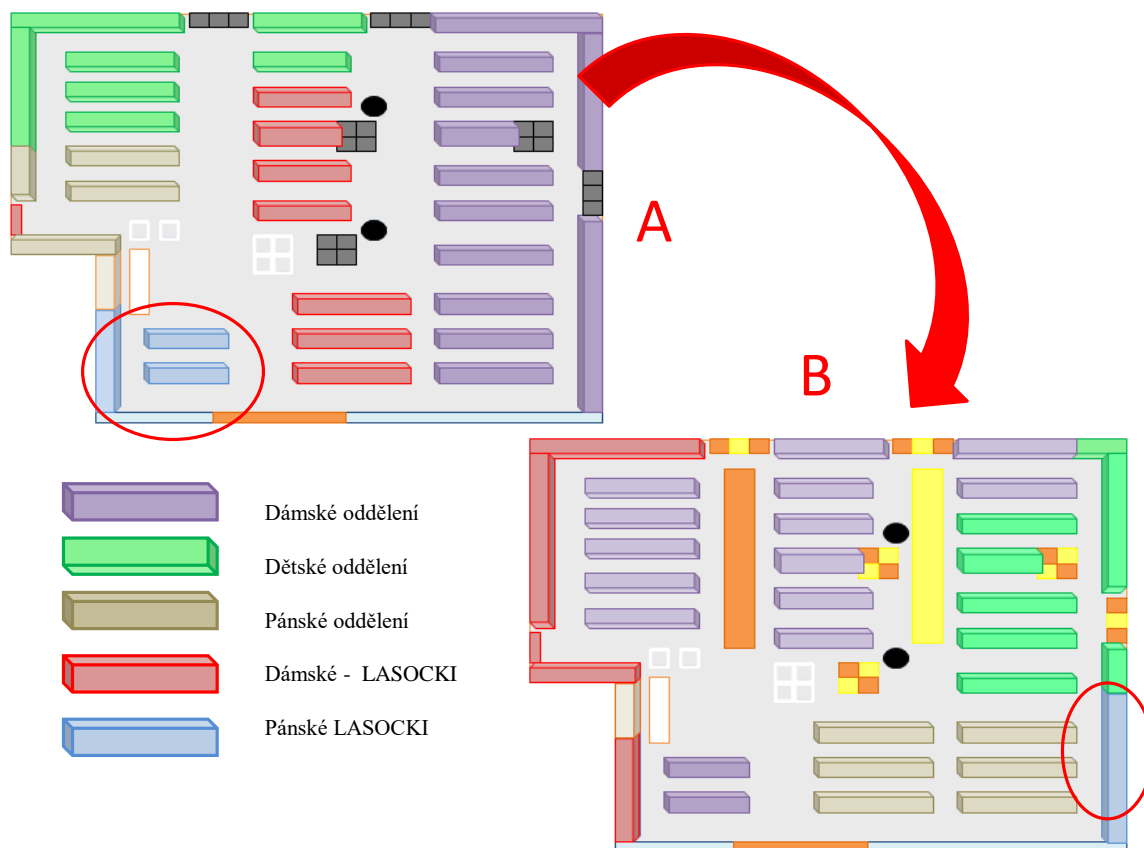 A
B
Dámské oddělení
Dětské oddělení
Pánské oddělení
Dámské - LASOCKI
Pánské LASOCKI